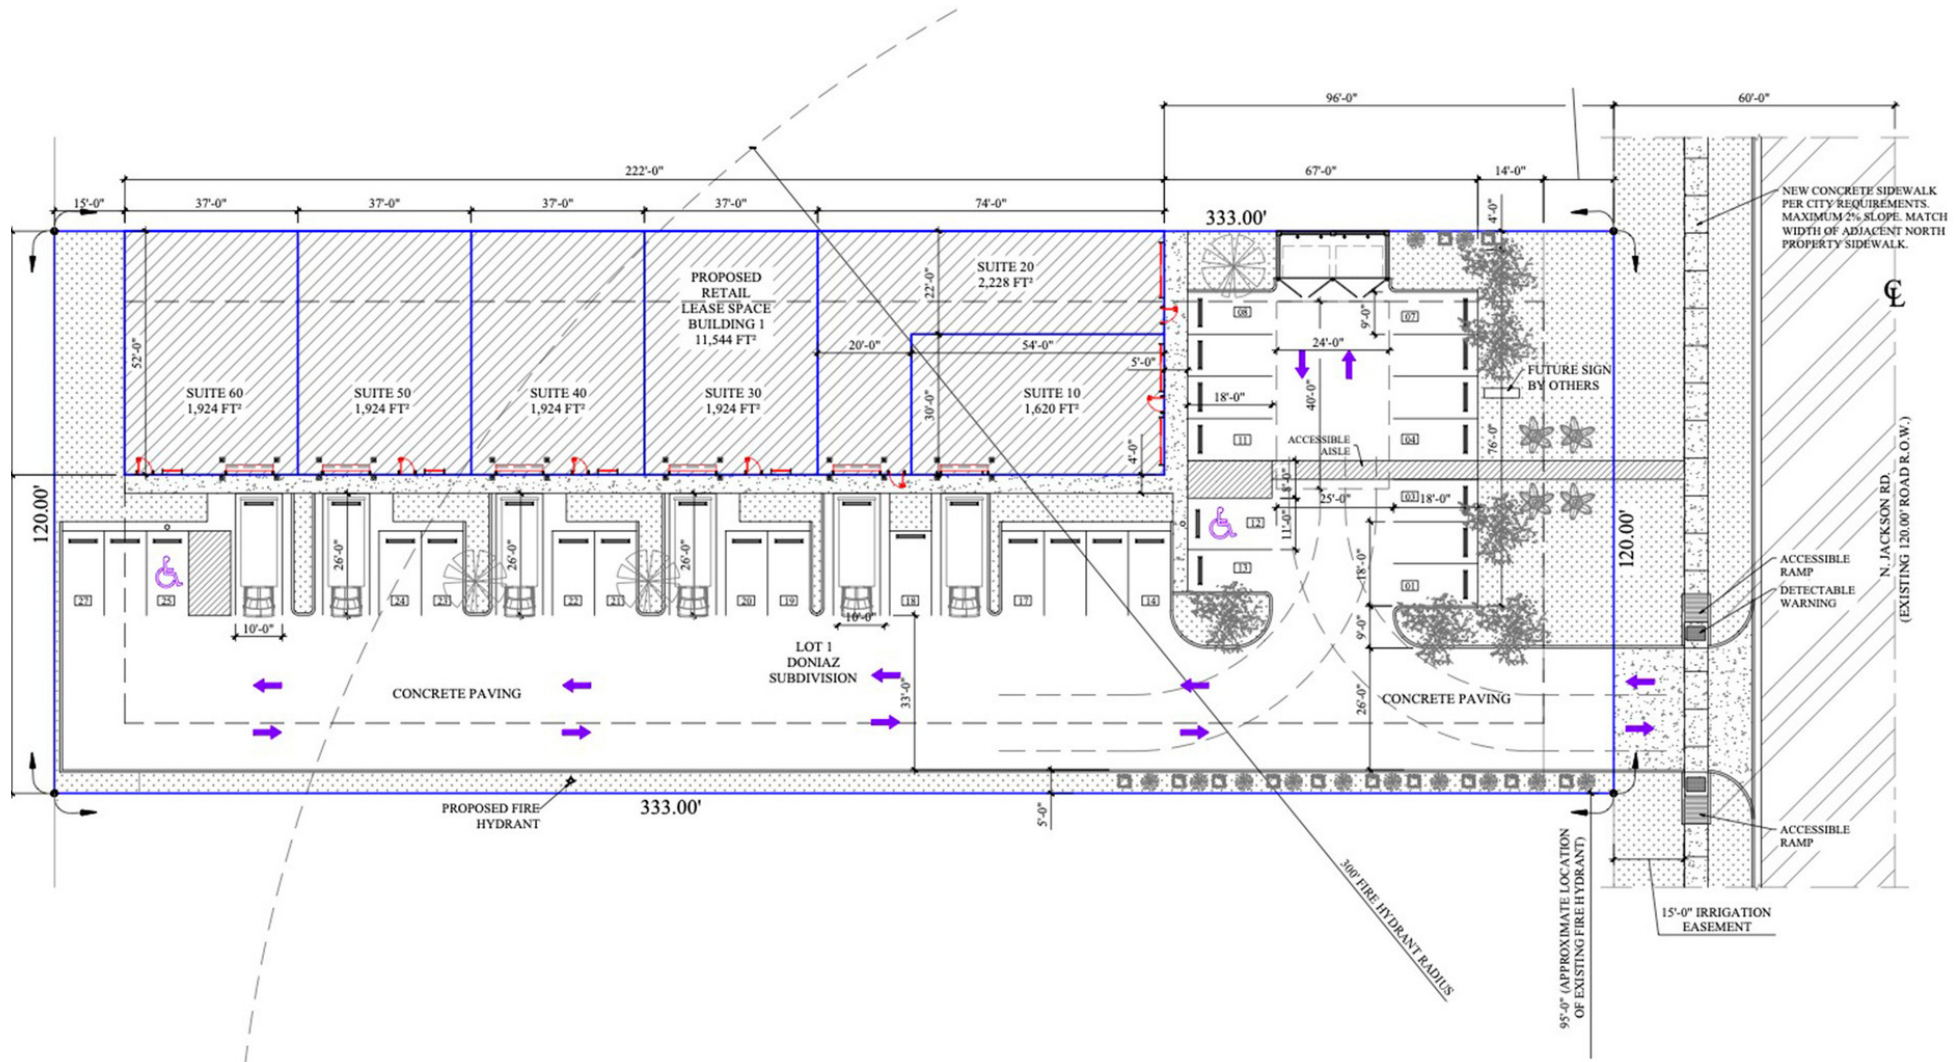 96'-0"
60'-0"
222'-0"
67'-0"
14'-0"
15'-0"
37'-0"
37'-0"
37'-0"
37'-0"
74'-0"
333.00'
4'-0"
NEW CONCRETE SIDEWALK
PER CITY REQUIREMENTS.
MAXIMUM 2% SLOPE. MATCH
WIDTH OF ADJACENT NORTH
PROPERTY SIDEWALK.
PROPOSED
RETAIL
LEASE SPACE
BUILDING 1
11,544 FT²
SUITE 20
2,228 FT²
22'-0"
52'-0"
20'-0"
54'-0"
5'-0"
SUITE 60
1,924 FT²
SUITE 50
1,924 FT²
SUITE 40
1,924 FT²
SUITE 30
1,924 FT²
SUITE 10
1,620 FT²
30'-0"
4'-0"
08
07
9'-0"
24'-0"
40'-0"
18'-0"
11
04
ACCESSIBLE
AISLE
76'-0"
FUTURE SIGN
BY OTHERS
CL
N. JACKSON RD.
(EXISTING 120.00' ROAD R.O.W.)
8'-0"
25'-0"
03
18'-0"
12
11'-0"
13
01
18'-0"
9'-0"
26'-0"
120.00'
120.00'
27
25
24
23
22
21
20
19
18
17
14
26'-0"
26'-0"
26'-0"
10'-0"
10'-0"
33'-0"
LOT 1
DONIAZ
SUBDIVISION
CONCRETE PAVING
CONCRETE PAVING
ACCESSIBLE
RAMP
DETECTABLE
WARNING
PROPOSED FIRE
HYDRANT
333.00'
5'-0"
300' FIRE HYDRANT RADIUS
95'-0" (APPROXIMATE LOCATION
OF EXISTING FIRE HYDRANT)
ACCESSIBLE
RAMP
15'-0" IRRIGATION
EASEMENT